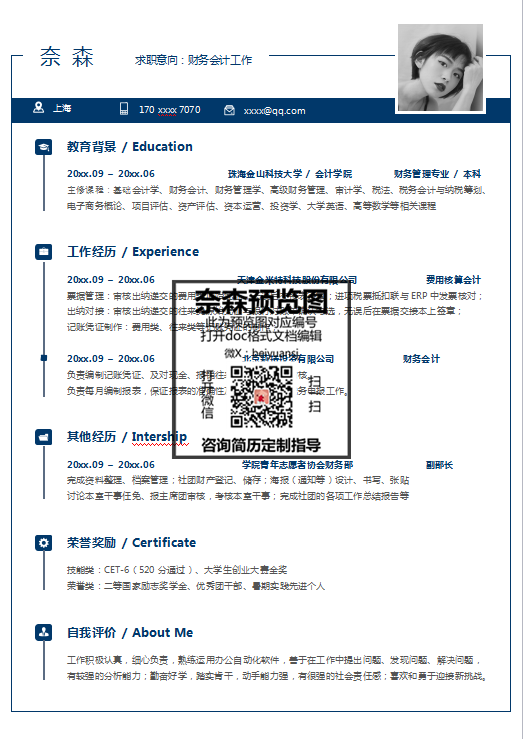 奈 森
求职意向：财务会计工作
上海
170 xxxx 7070
xxxx@qq.com
教育背景 / Education
20xx.09 – 20xx.06 珠海金山科技大学 / 会计学院 财务管理专业 / 本科
主修课程：基础会计学、财务会计、财务管理学、高级财务管理、审计学、税法、税务会计与纳税筹划、
电子商务概论、项目评估、资产评估、资本运营、投资学、大学英语、高等数学等相关课程
工作经历 / Experience
20xx.09 – 20xx.06 天津金米特科技股份有限公司 费用核算会计
票据管理：审核出纳递交的费用 ；进项税票抵扣联与 ERP 中发票核对；
出纳对接：审核出纳递交的往来 选，无误后在票据交接本上签章；
记账凭证制作：费用类、往来类等
20xx.09 – 20xx.06 限公司 财务会计
负责编制记账凭证、及对现金、 核。
负责每月编制报表，保证报表的准确性 务申报工作。
奈森预览图
此为预览图对应编号
打开doc格式文档编辑
微X：beiyuansj
打开微信
扫一扫
咨询简历定制指导
其他经历 / Intership
20xx.09 – 20xx.06 学院青年志愿者协会财务部 副部长
完成资料整理、档案管理；社团财产登记、储存；海报（通知等）设计、书写、张贴
讨论本室干事任免、报主席团审核，考核本室干事；完成社团的各项工作总结报告等
荣誉奖励 / Certificate
技能类：CET-6（520 分通过）、大学生创业大赛金奖
荣誉类：二等国家励志奖学金、优秀团干部、暑期实践先进个人
自我评价 / About Me
工作积极认真，细心负责，熟练运用办公自动化软件，善于在工作中提出问题、发现问题、解决问题，
有较强的分析能力；勤奋好学，踏实肯干，动手能力强，有很强的社会责任感；喜欢和勇于迎接新挑战。